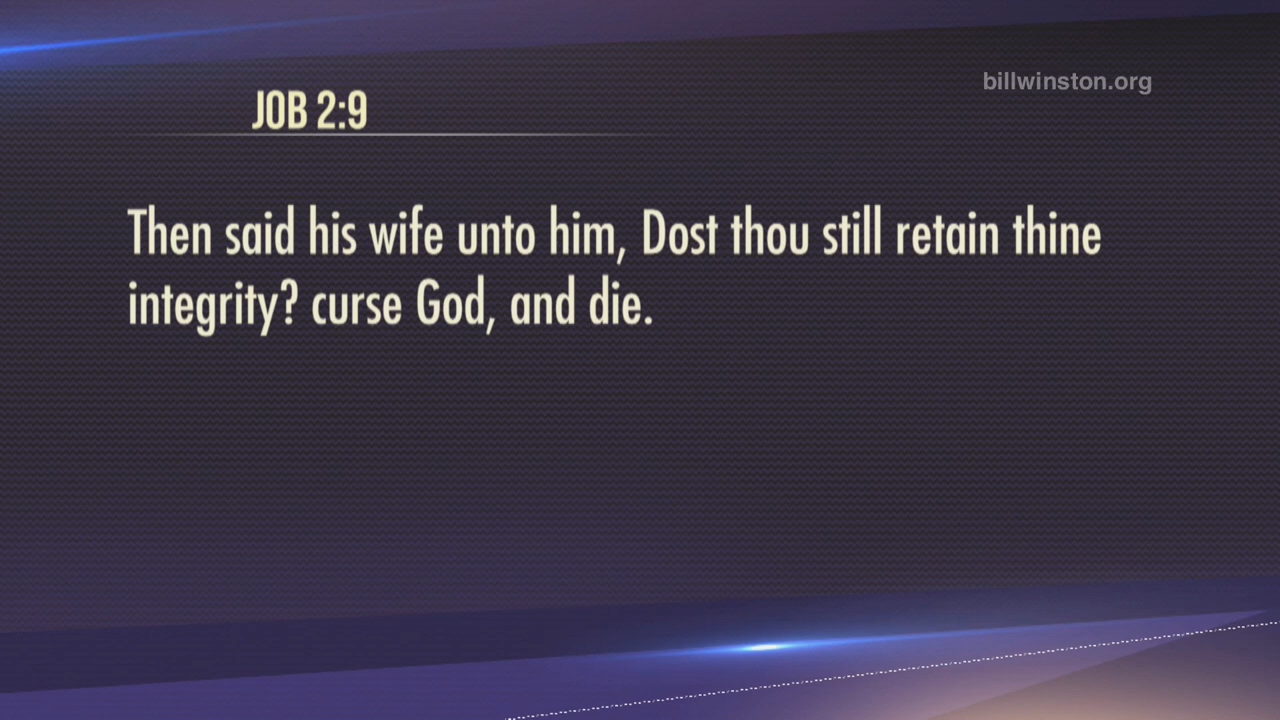 billwinston.org
JOB 2:9
Then said his wife unto him, Dost thou still retain thine
integrity? curse God, and die.